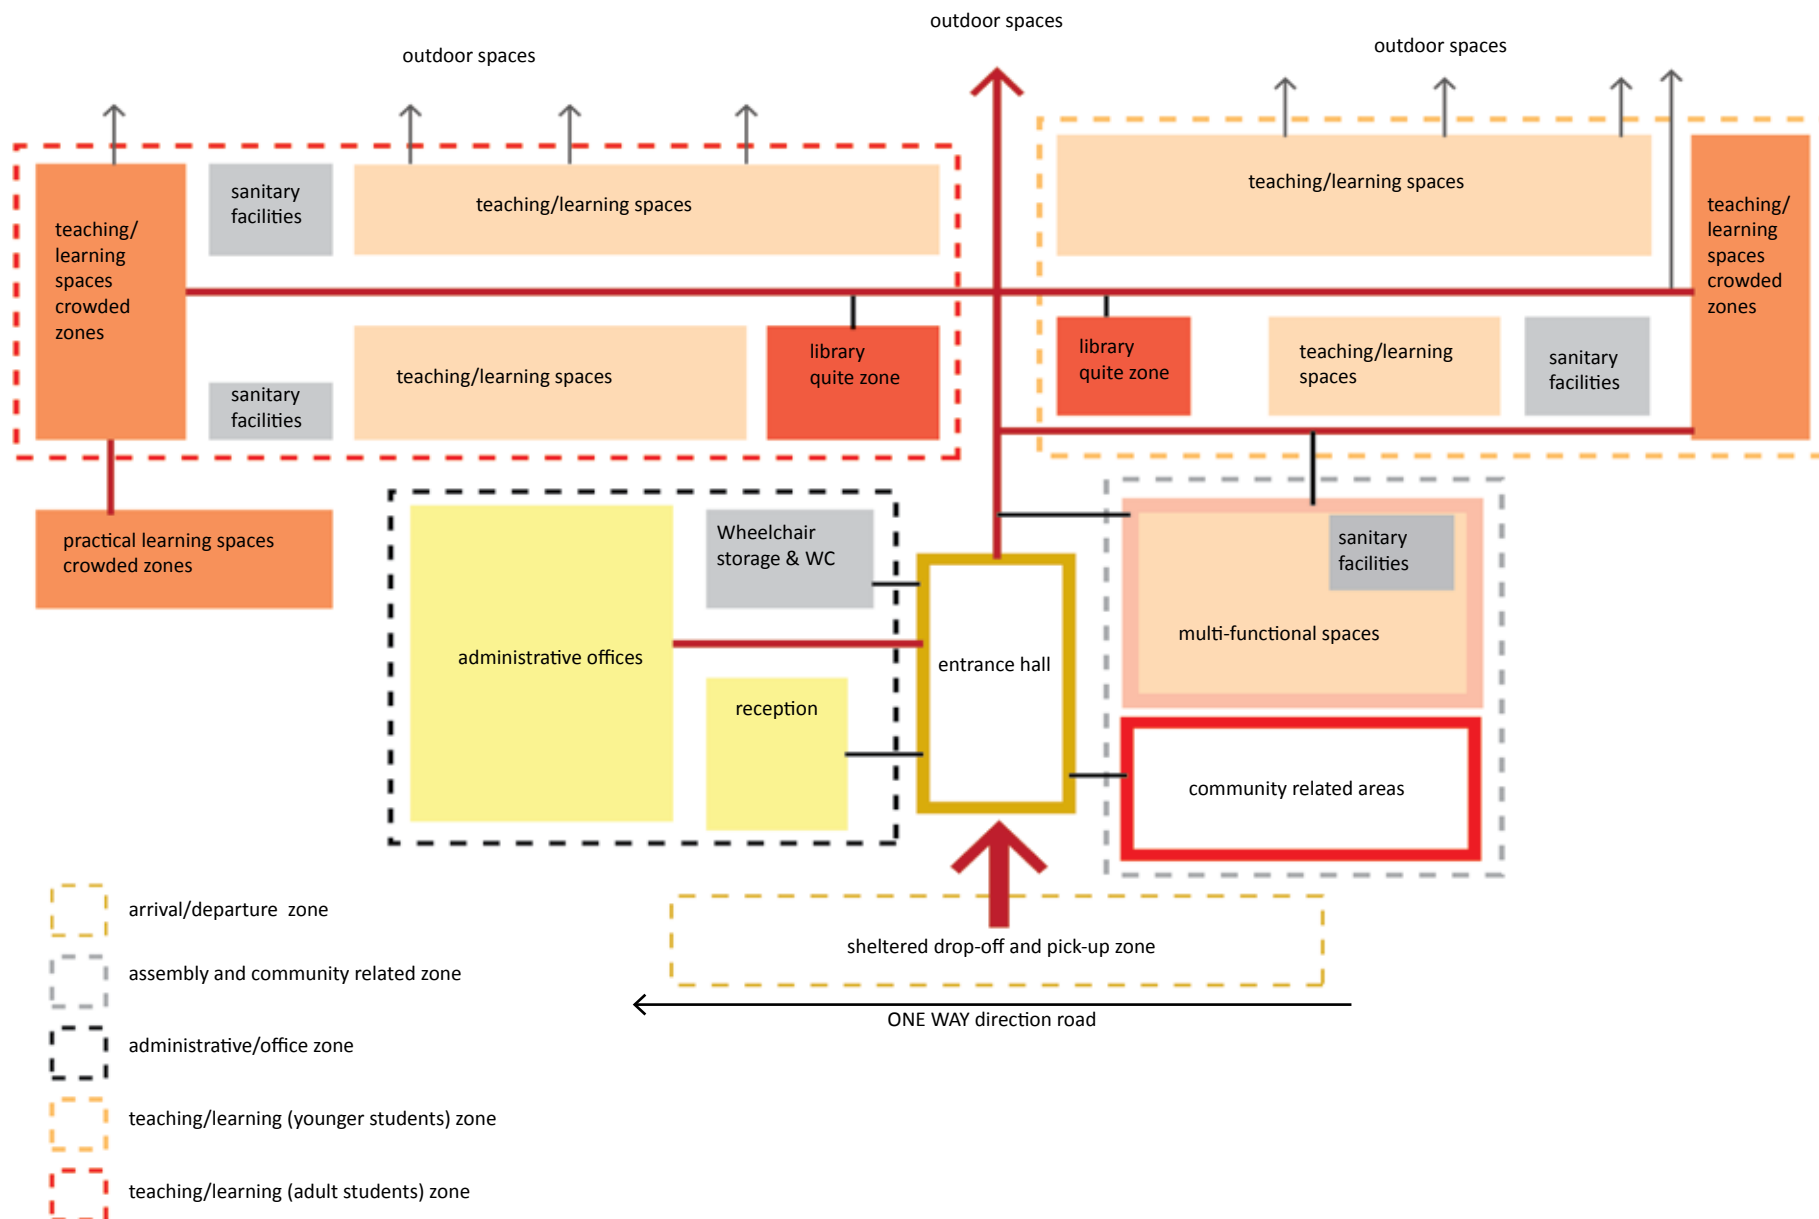 outdoor spaces
outdoor spaces
outdoor spaces
teaching/
learning
spaces
crowded
zones
sanitary
facilities
teaching/learning spaces
sanitary
facilities
teaching/learning spaces
library
quite zone
teaching/learning spaces
teaching/
learning
spaces
crowded
zones
library
quite zone
teaching/learning
spaces
sanitary
facilities
practical learning spaces
crowded zones
administrative offices
Wheelchair
storage & WC
reception
entrance hall
sanitary
facilities
multi-functional spaces
community related areas
sheltered drop-off and pick-up zone
ONE WAY direction road
arrival/departure zone
assembly and community related zone
administrative/office zone
teaching/learning (younger students) zone
teaching/learning (adult students) zone